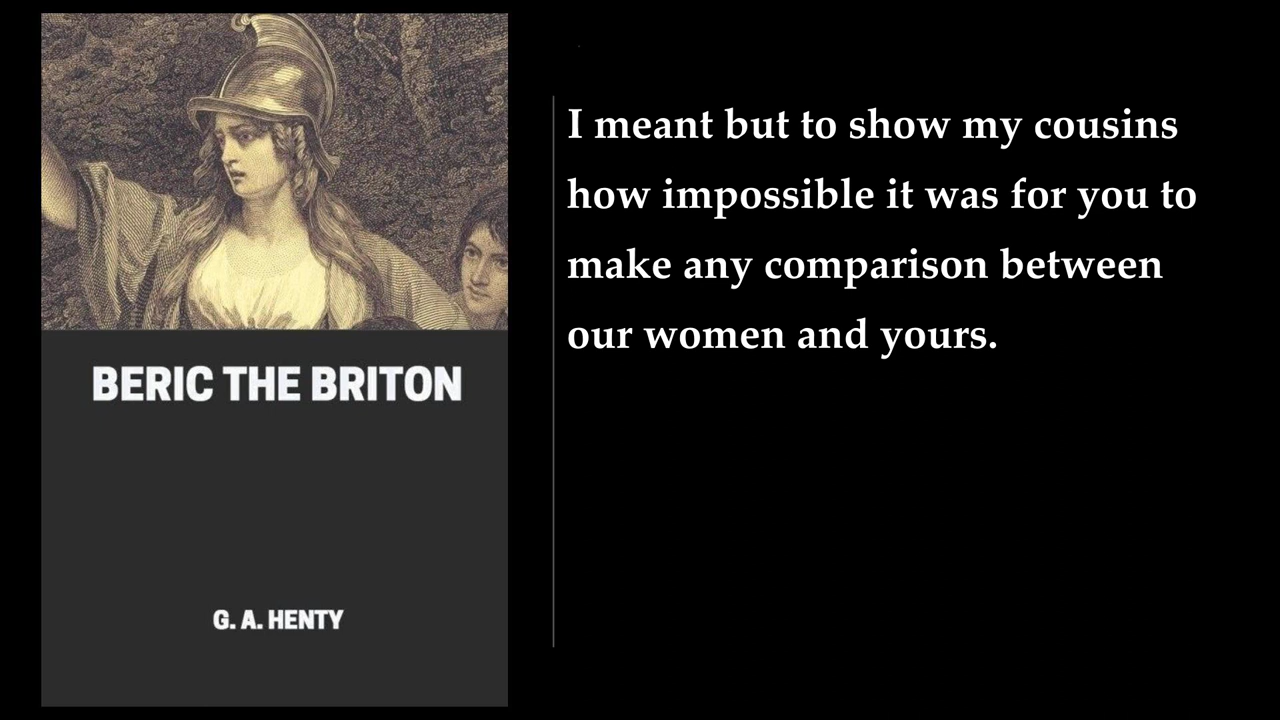 BERIC THE BRITON
G. A. HENTY
I meant but to show my cousins
how impossible it was for you to
make any comparison between
our women and yours.